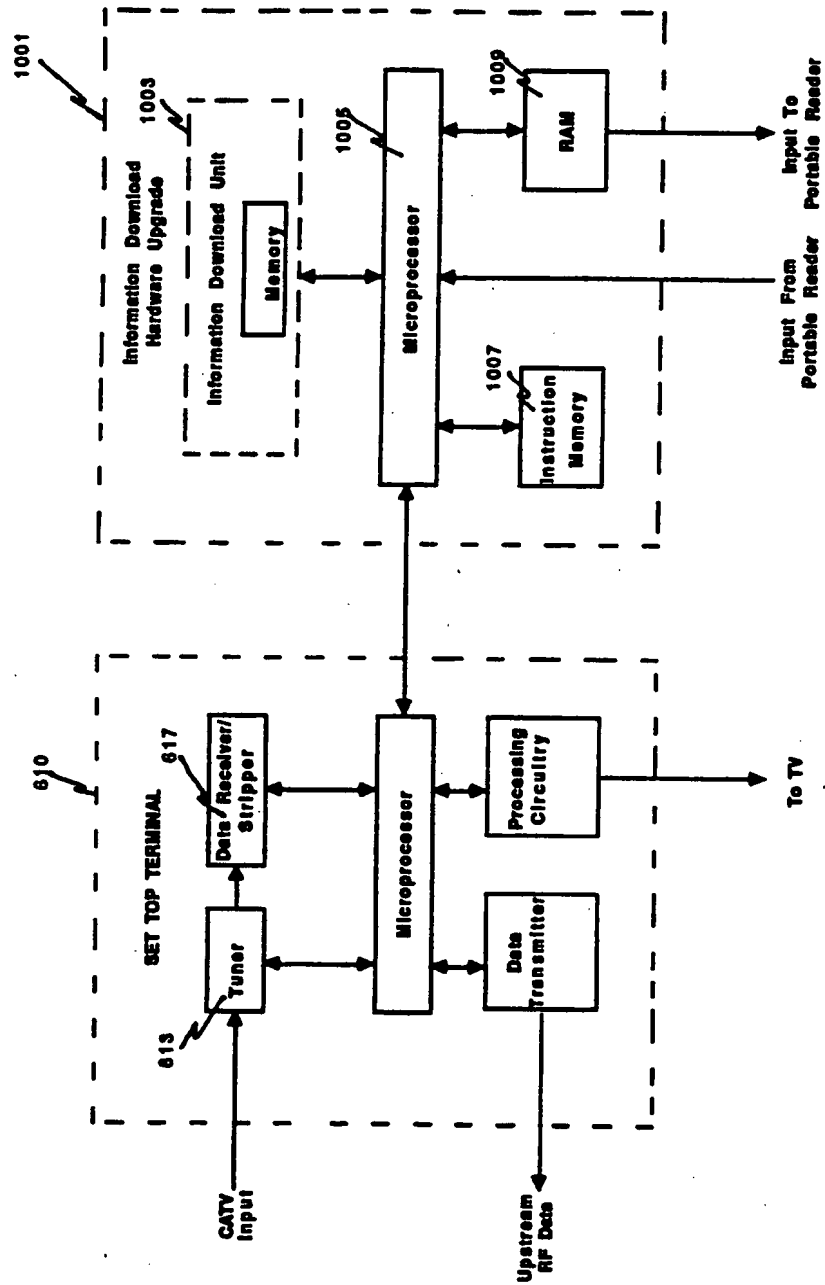 610
SET TOP TERMINAL
CATV
Input
613
Tuner
617
Data Receiver/
Stripper
Microprocessor
Data
Transmitter
Processing
Circuitry
Upstream
RF Data
To TV
1001
Information Download
Hardware Upgrade
1003
Information Download Unit
Memory
1005
Microprocessor
1007
Instruction
Memory
1009
RAM
Input From
Portable Reader
Input To
Portable Reader